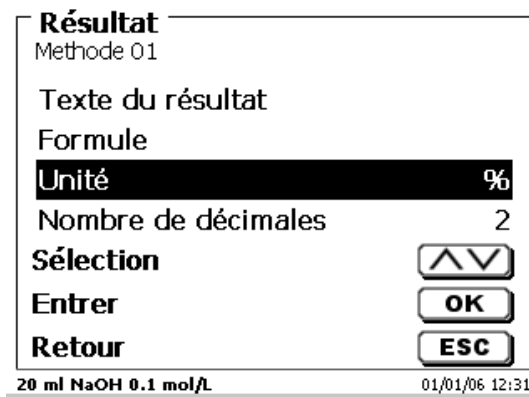 Résultat
Methode 01
Texte du résultat
Formule
Unité %
Nombre de décimales 2
Sélection
Entrer OK
Retour ESC
20 ml NaOH 0.1 mol/L 01/01/06 12:31